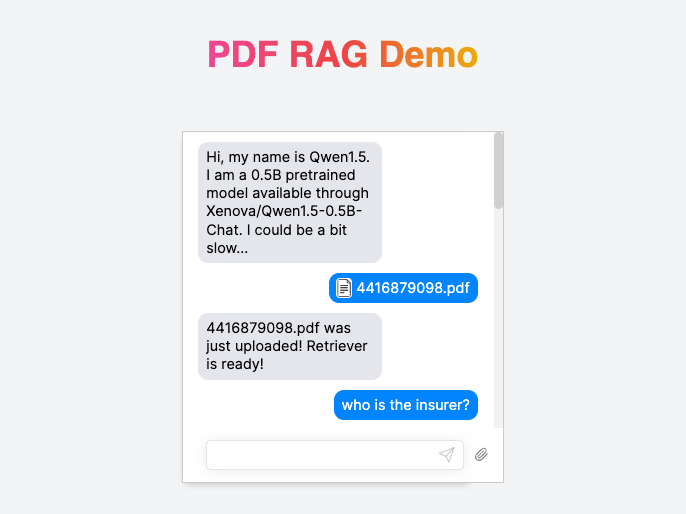 PDF RAG Demo
Hi, my name is Qwen1.5.
I am a 0.5B pretrained
model available through
Xenova/Qwen1.5-0.5B-
Chat. I could be a bit
slow...
4416879098.pdf
4416879098.pdf was
just uploaded! Retriever
is ready!
who is the insurer?